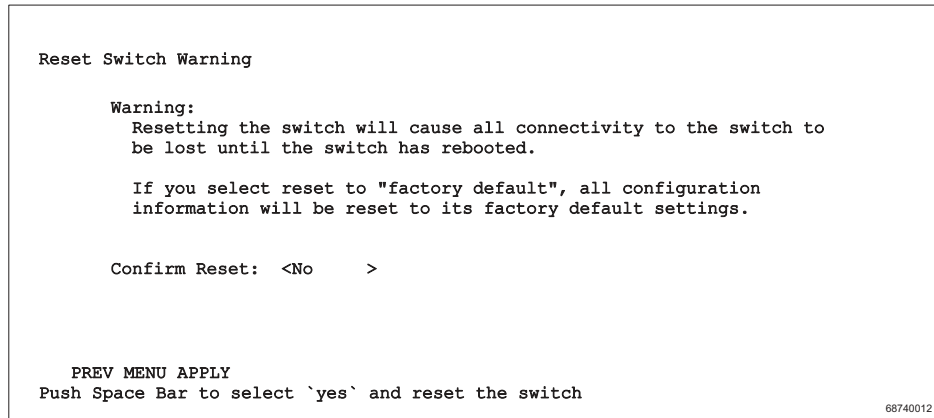 Reset Switch Warning
Warning:
Resetting the switch will cause all connectivity to the switch to
be lost until the switch has rebooted.
If you select reset to "factory default", all configuration
information will be reset to its factory default settings.
Confirm Reset: <No >
PREV MENU APPLY
Push Space Bar to select `yes` and reset the switch
68740012